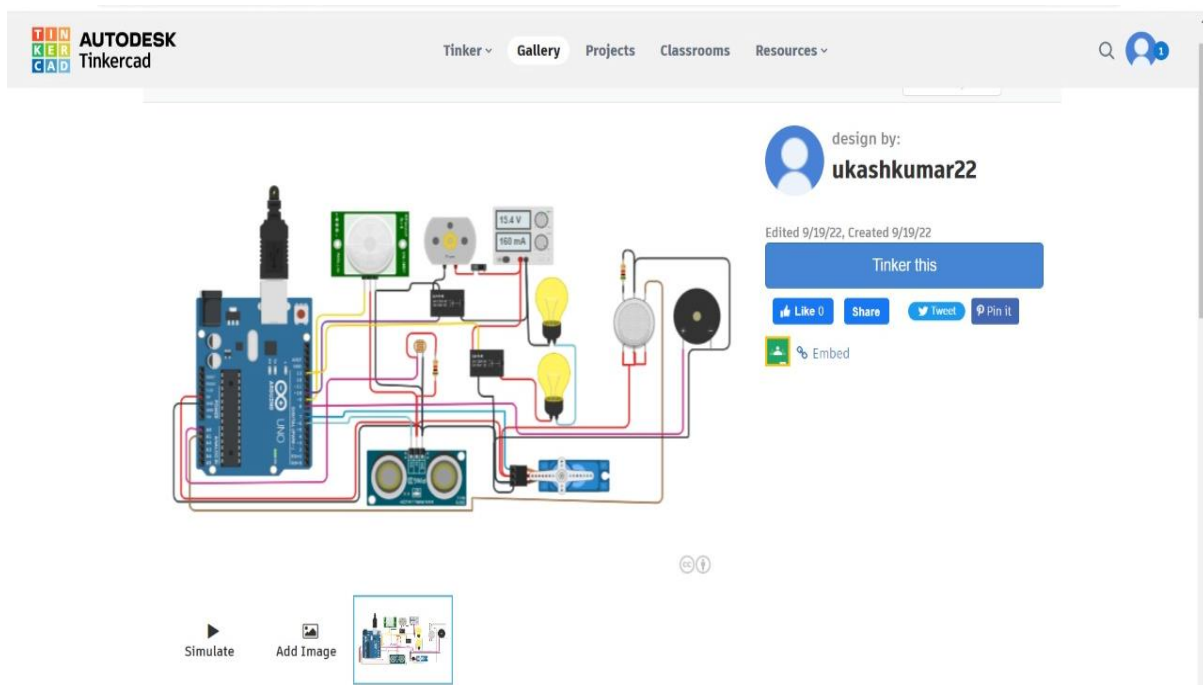 TIN
KER
CAD
AUTODESK
Tinkercad
Tinker
Gallery
Projects
Classrooms
Resources
1
design by:
ukashkumar22
Edited 9/19/22, Created 9/19/22
Tinker this
Like 0
Share
Tweet
Pin it
Embed
15.4 V
160 mA
ARDUINO
UNO
cc
Simulate
Add Image